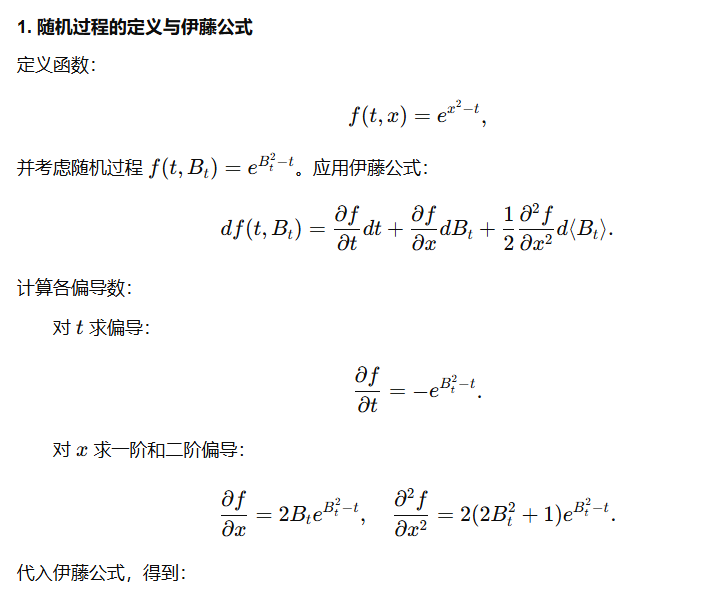 1. 随机过程的定义与伊藤公式
定义函数：
$f(t,x) = e^{x^2-t},$
并考虑随机过程 $f(t,B_t) = e^{B_t^2-t}$。应用伊藤公式：
$df(t,B_t) = \frac{\partial f}{\partial t}dt + \frac{\partial f}{\partial x}dB_t + \frac{1}{2}\frac{\partial^2 f}{\partial x^2}d\langle B_t\rangle.$
计算各偏导数：
对 $t$ 求偏导：
$\frac{\partial f}{\partial t} = -e^{B_t^2-t}.$
对 $x$ 求一阶和二阶偏导：
$\frac{\partial f}{\partial x} = 2B_te^{B_t^2-t}, \quad \frac{\partial^2 f}{\partial x^2} = 2(2B_t^2+1)e^{B_t^2-t}.$
代入伊藤公式，得到：